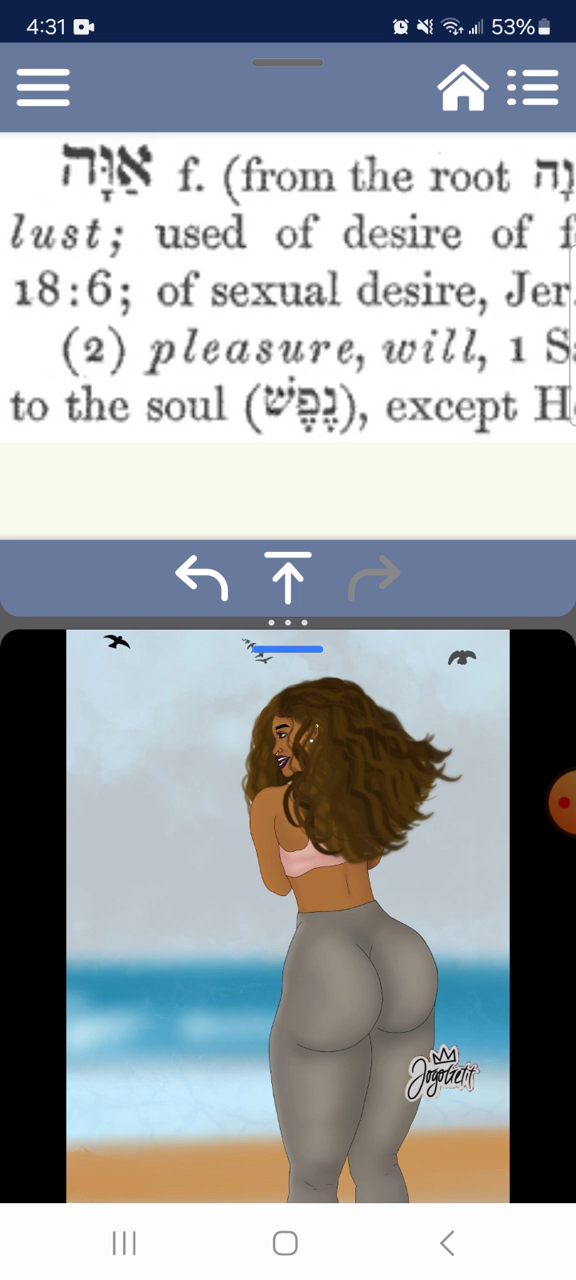 4:31 53%
אַוָּה f. (from the root
lust; used of desire of f
18:6; of sexual desire, Jer.
(2) pleasure, will, 1 S
to the soul (נֶפֶשׁ), except H
Jogobetit